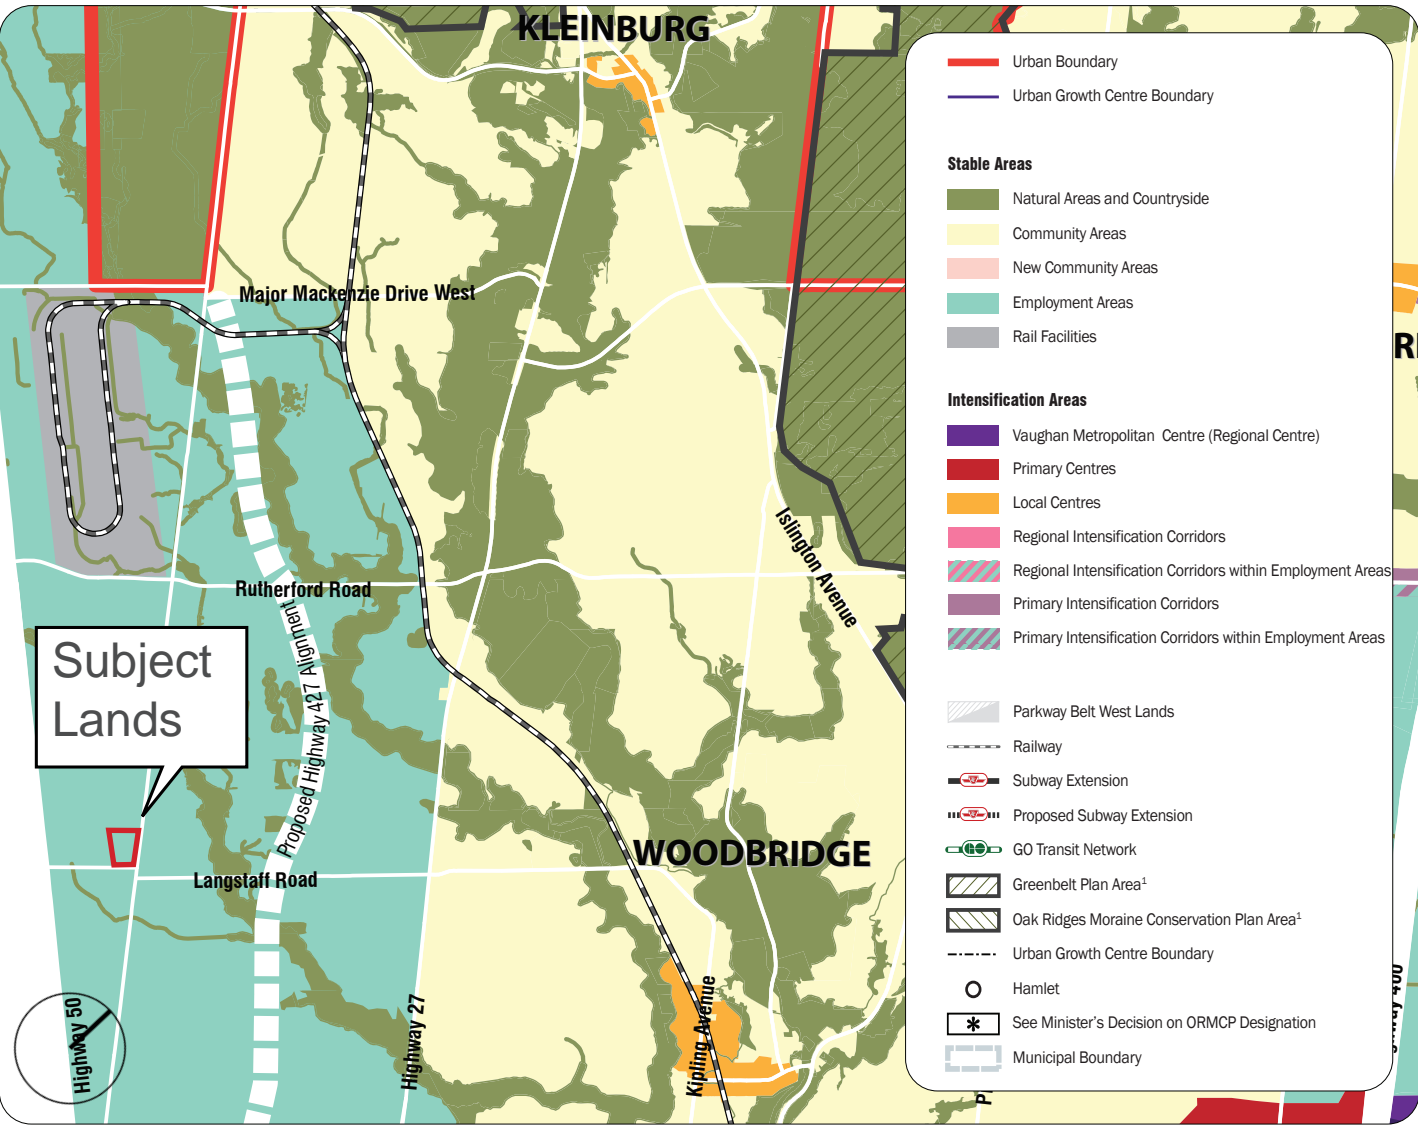 KLEINBURG
Major Mackenzie Drive West
Islington Avenue
Rutherford Road
Proposed Highway 427 Alignment
Subject
Lands
WOODBRIDGE
Langstaff Road
Highway 50
Highway 27
Kipling Avenue
Urban Boundary
Urban Growth Centre Boundary
Stable Areas
Natural Areas and Countryside
Community Areas
New Community Areas
Employment Areas
Rail Facilities
Intensification Areas
Vaughan Metropolitan Centre (Regional Centre)
Primary Centres
Local Centres
Regional Intensification Corridors
Regional Intensification Corridors within Employment Areas
Primary Intensification Corridors
Primary Intensification Corridors within Employment Areas
Parkway Belt West Lands
Railway
Subway Extension
Proposed Subway Extension
GO
GO Transit Network
Greenbelt Plan Area¹
Oak Ridges Moraine Conservation Plan Area¹
Urban Growth Centre Boundary
Hamlet
See Minister's Decision on ORMCP Designation
Municipal Boundary